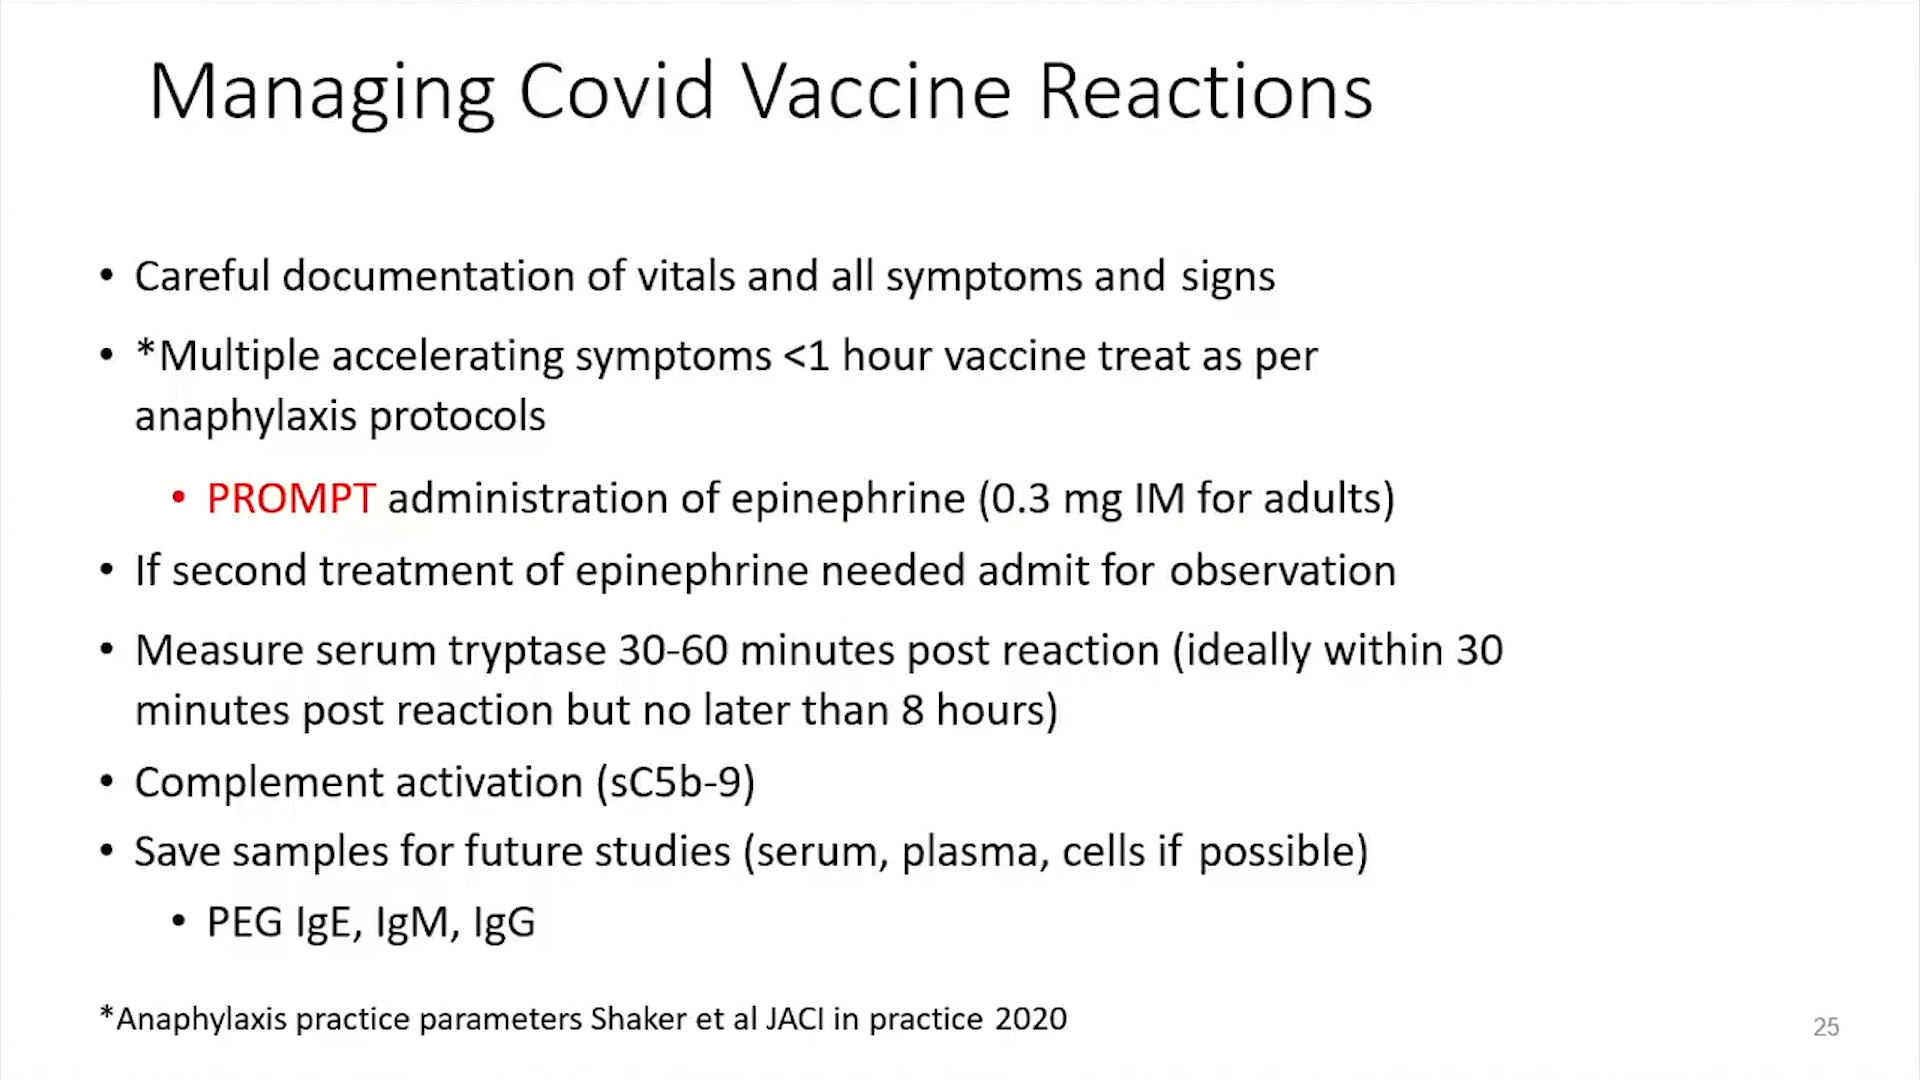 Managing Covid Vaccine Reactions
• Careful documentation of vitals and all symptoms and signs
• *Multiple accelerating symptoms <1 hour vaccine treat as per
anaphylaxis protocols
• PROMPT administration of epinephrine (0.3 mg IM for adults)
• If second treatment of epinephrine needed admit for observation
• Measure serum tryptase 30-60 minutes post reaction (ideally within 30
minutes post reaction but no later than 8 hours)
• Complement activation (sC5b-9)
• Save samples for future studies (serum, plasma, cells if possible)
• PEG IgE, IgM, IgG
*Anaphylaxis practice parameters Shaker et al JACI in practice 2020
25